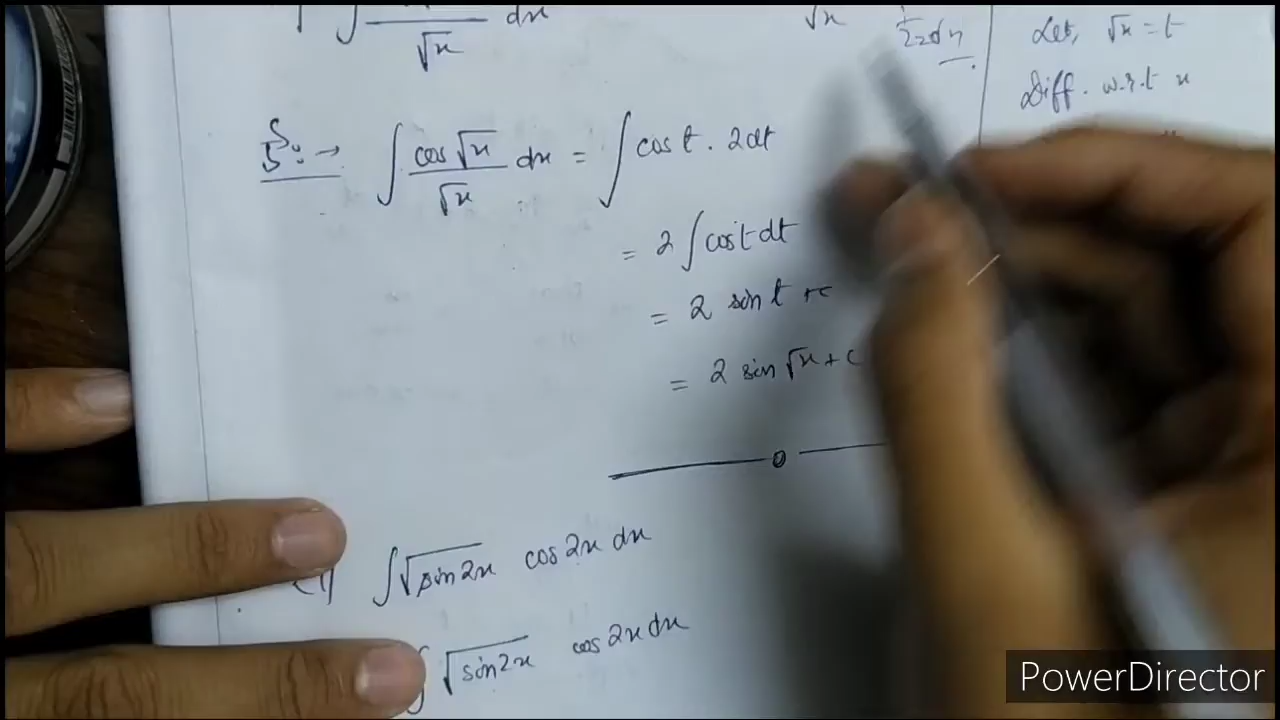 √x dx
√x
Let, √x = t
Diff. w.r.t x
S:→ ∫ cos √x / √x dx = ∫ cos t . 2dt
= 2 ∫ cos t dt
= 2 sin t + c
= 2 sin √x + c
∫ √sin 2x cos 2x dx
∫ √sin 2x cos 2x dx
PowerDirector